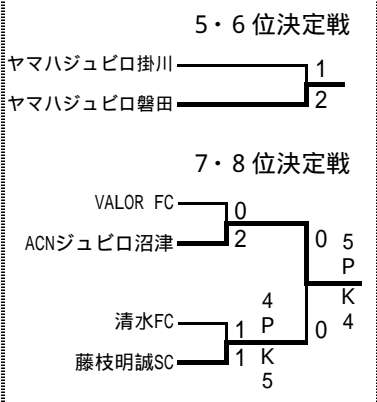 5・6位決定戦
ヤマハジュビロ掛川 1
ヤマハジュビロ磐田 2
7・8位決定戦
VALOR FC 0
ACNジュビロ沼津 2
0 5
P
K
0 4
清水FC 1 4
P
藤枝明誠SC 1 K
5